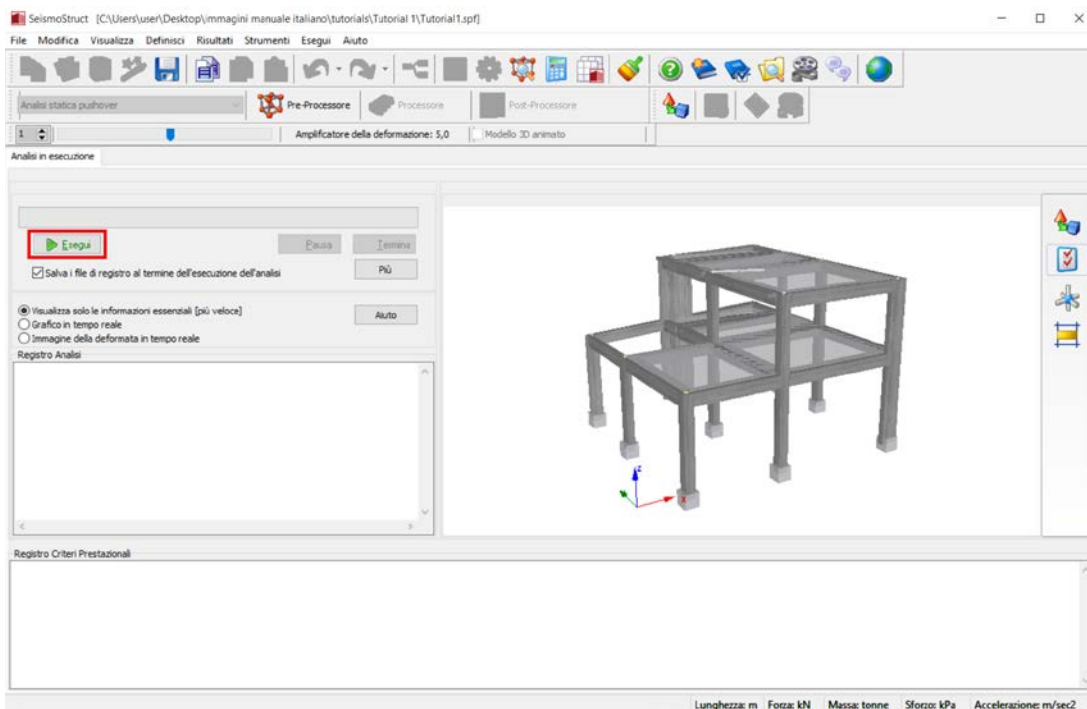 SeismoStruct [C:\Users\user\Desktop\immagini manuale italiano\tutorials\Tutorial 1\Tutorial1.spf]
File Modifica Visualizza Definisci Risultati Strumenti Esegui Aiuto
Analisi statica pushover Pre-Processore Processore Post-Processore
1 Amplificatore della deformazione: 5,0 Modello 3D animato
Analisi in esecuzione
Esegui Pausa Termina
Salva i file di registro al termine dell'esecuzione dell'analisi Più
Visualizza solo le informazioni essenziali [più veloce] Aiuto
Grafico in tempo reale
Immagine della deformata in tempo reale
Registro Analisi
z
x
Registro Criteri Prestazionali
Lunghezza: m Forza: kN Massa: tonne Sforzo: kPa Accelerazione: m/sec2